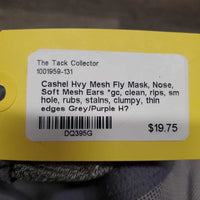 The Tack Collector
1001959-131
Cashel Hvy Mesh Fly Mask, Nose,
Soft Mesh Ears *gc, clean, rips, sm
hole, rubs, stains, clumpy, thin
edges Grey/Purple H?
DQ395G
$19.75